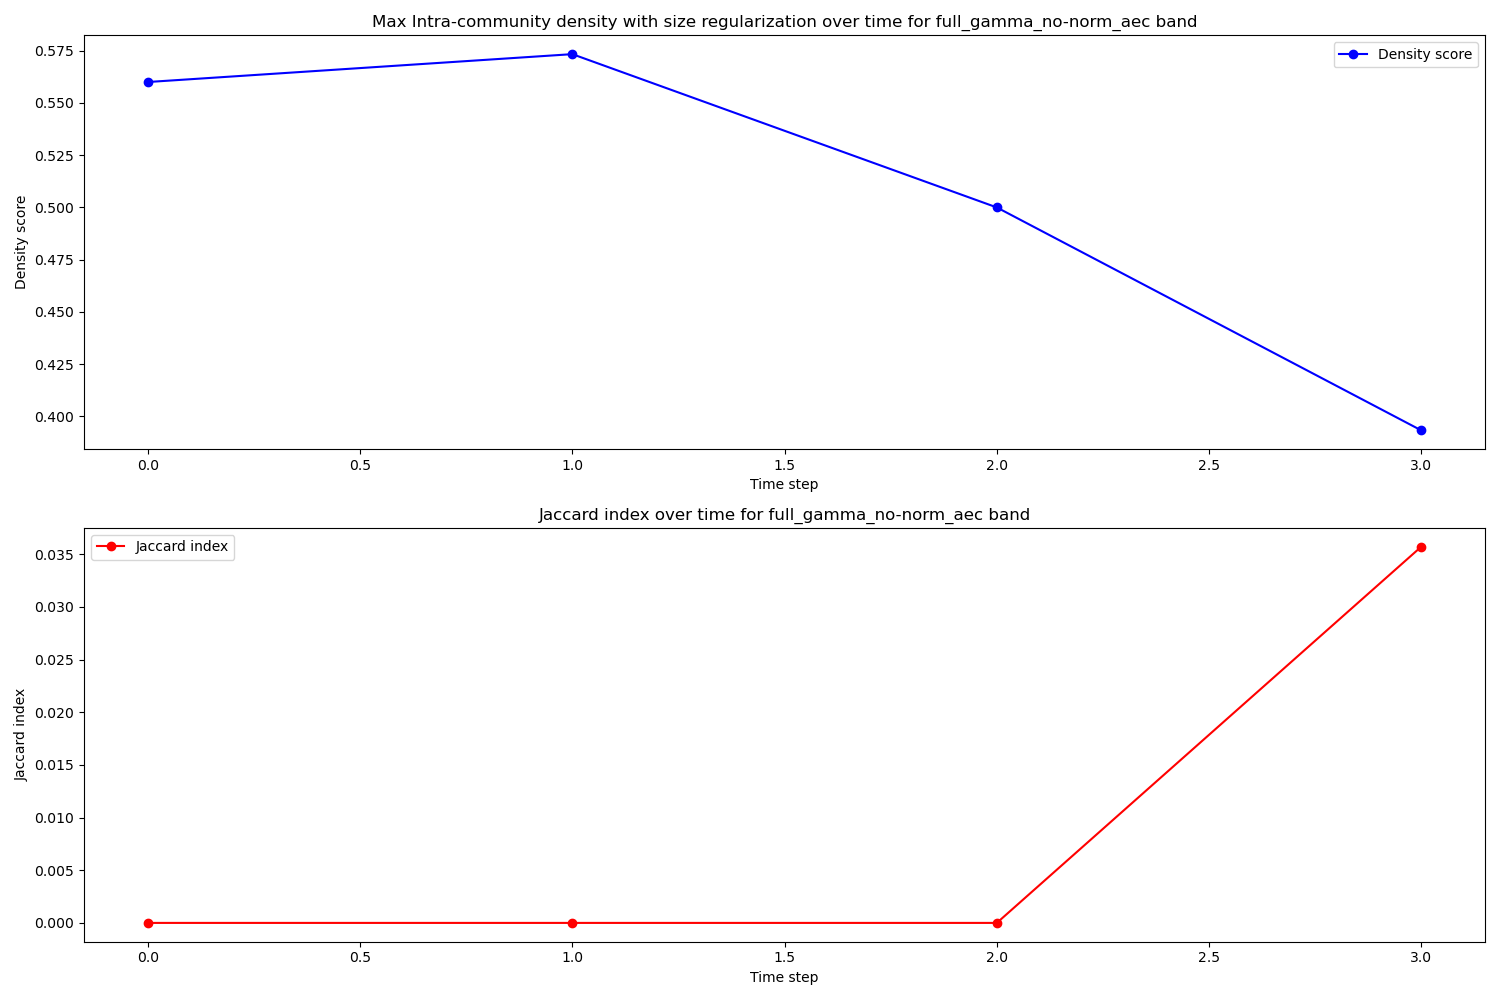 Max Intra-community density with size regularization over time for full_gamma_no-norm_aec band
Density score
0.575
0.550
0.525
0.500
0.475
0.450
0.425
0.400
Density score
0.0 0.5 1.0 1.5 2.0 2.5 3.0
Time step
Jaccard index over time for full_gamma_no-norm_aec band
Jaccard index
0.035
0.030
0.025
0.020
0.015
0.010
0.005
0.000
Jaccard index
0.0 0.5 1.0 1.5 2.0 2.5 3.0
Time step